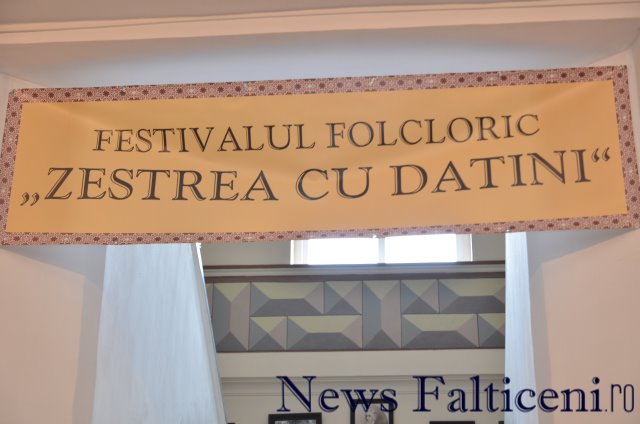 FESTIVALUL FOLCLORIC
„ZESTREA CU DATINI“
News Falticeni.ro